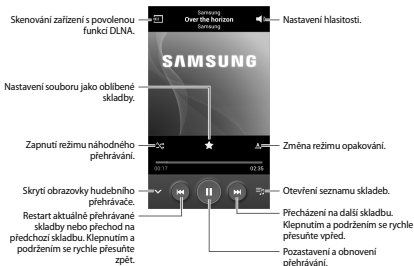 Skenování zařízení s povolenou
funkcí DLNA.
Samsung
Over the horizon
Samsung
Nastavení hlasitosti.
SAMSUNG
Nastavení souboru jako oblíbené
skladby.
Zapnutí režimu náhodného
přehrávání.
Změna režimu opakování.
00:17
02:35
Skrytí obrazovky hudebního
přehrávače.
Otevření seznamu skladeb.
Restart aktuálně přehrávané
skladby nebo přechod na
předchozí skladbu. Klepnutím a
podržením se rychle přesuňte
zpět.
Přecházení na další skladbu.
Klepnutím a podržením se rychle
přesuňte vpřed.
Pozastavení a obnovení
přehrávání.